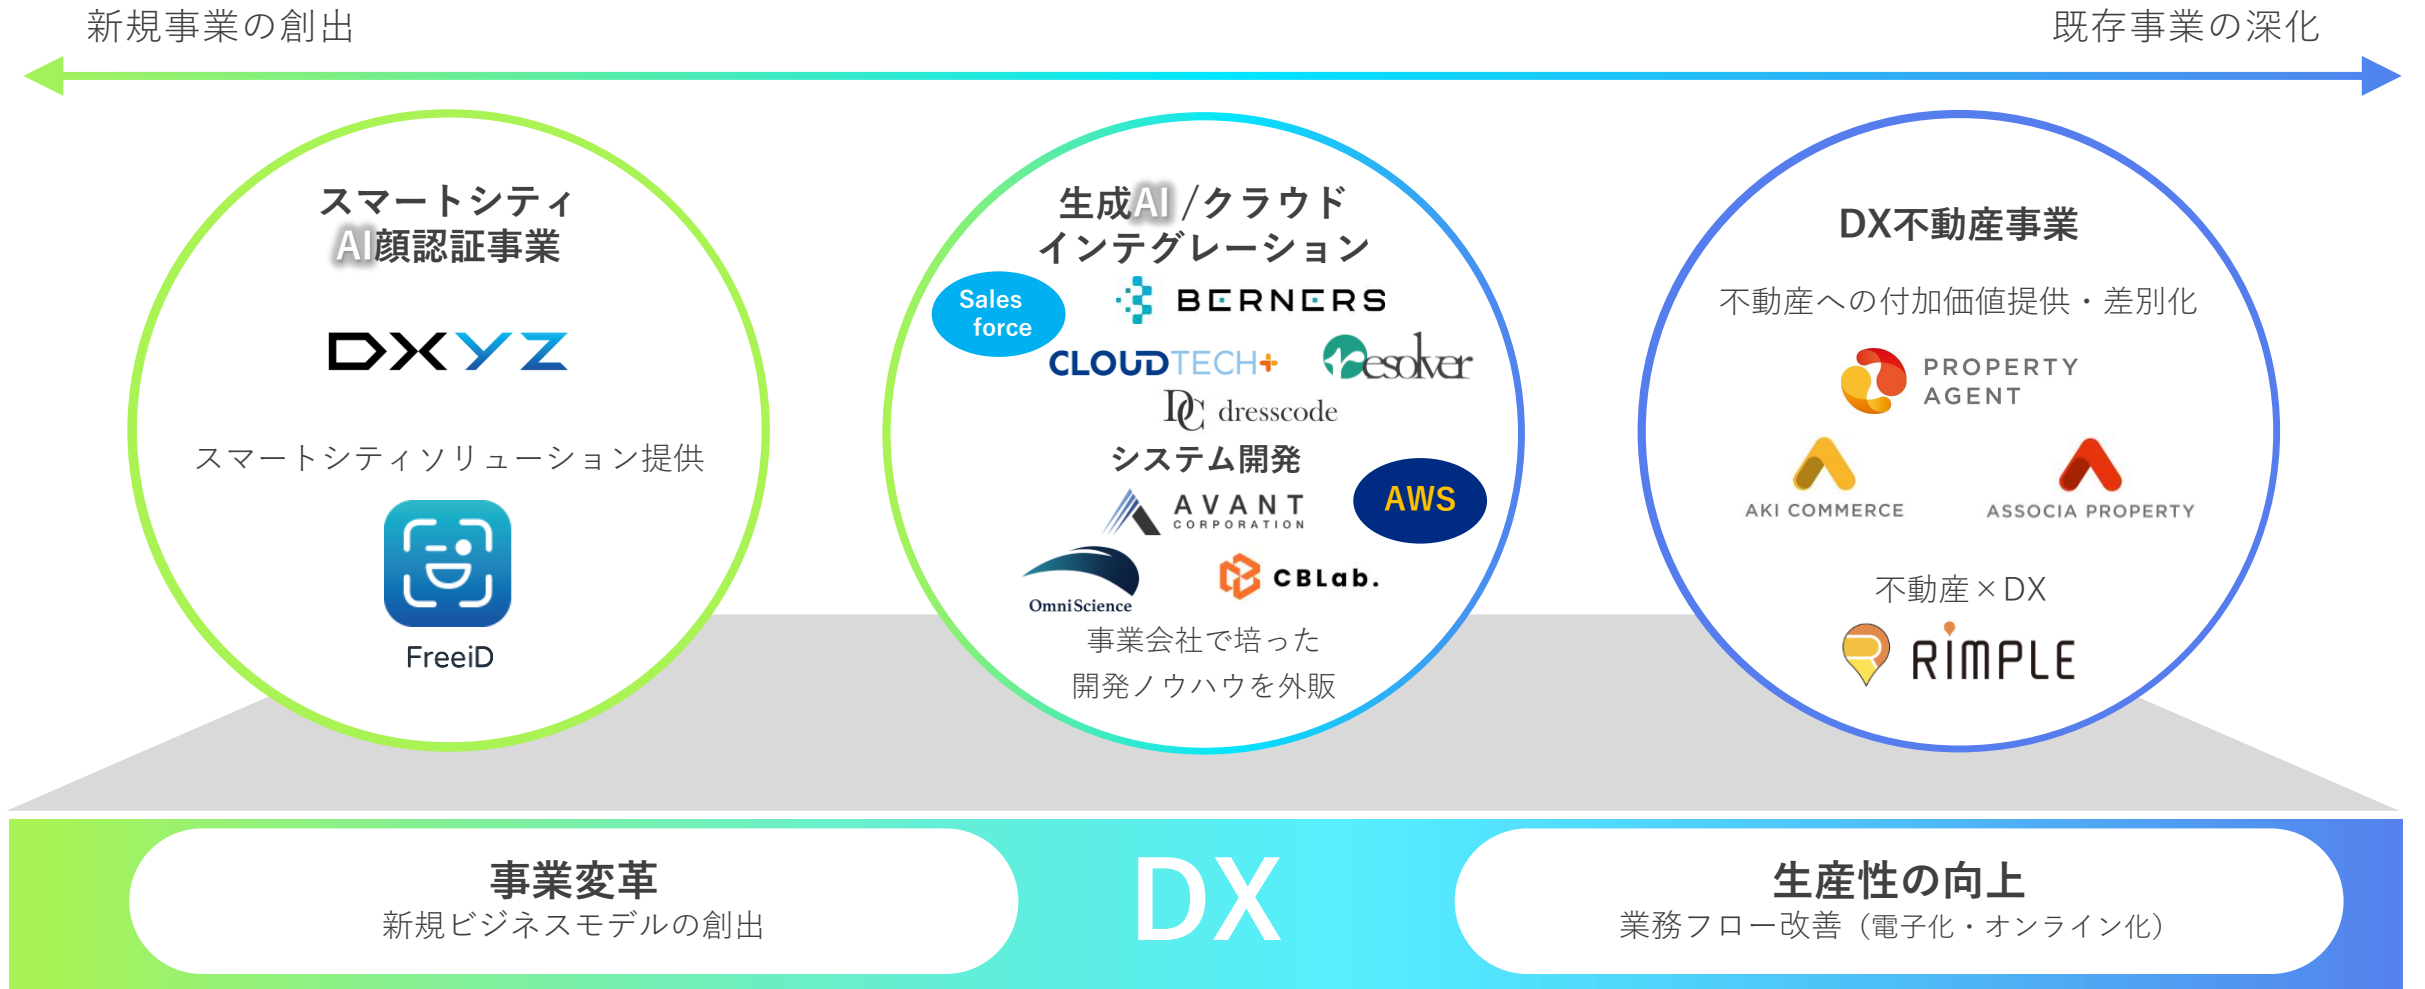 新規事業の創出
既存事業の深化
スマートシティ
AI顔認証事業
DXYZ
スマートシティソリューション提供
FreeiD
生成AI /クラウド
インテグレーション
Sales
force
BERNERS
CLOUDTECH+
resolver
DC dresscode
システム開発
AVANT
CORPORATION
AWS
OmniScience
CBLab.
事業会社で培った
開発ノウハウを外販
DX不動産事業
不動産への付加価値提供・差別化
PROPERTY
AGENT
AKI COMMERCE
ASSOCIA PROPERTY
不動産×DX
RIMPLE
事業変革
新規ビジネスモデルの創出
DX
生産性の向上
業務フロー改善（電子化・オンライン化）